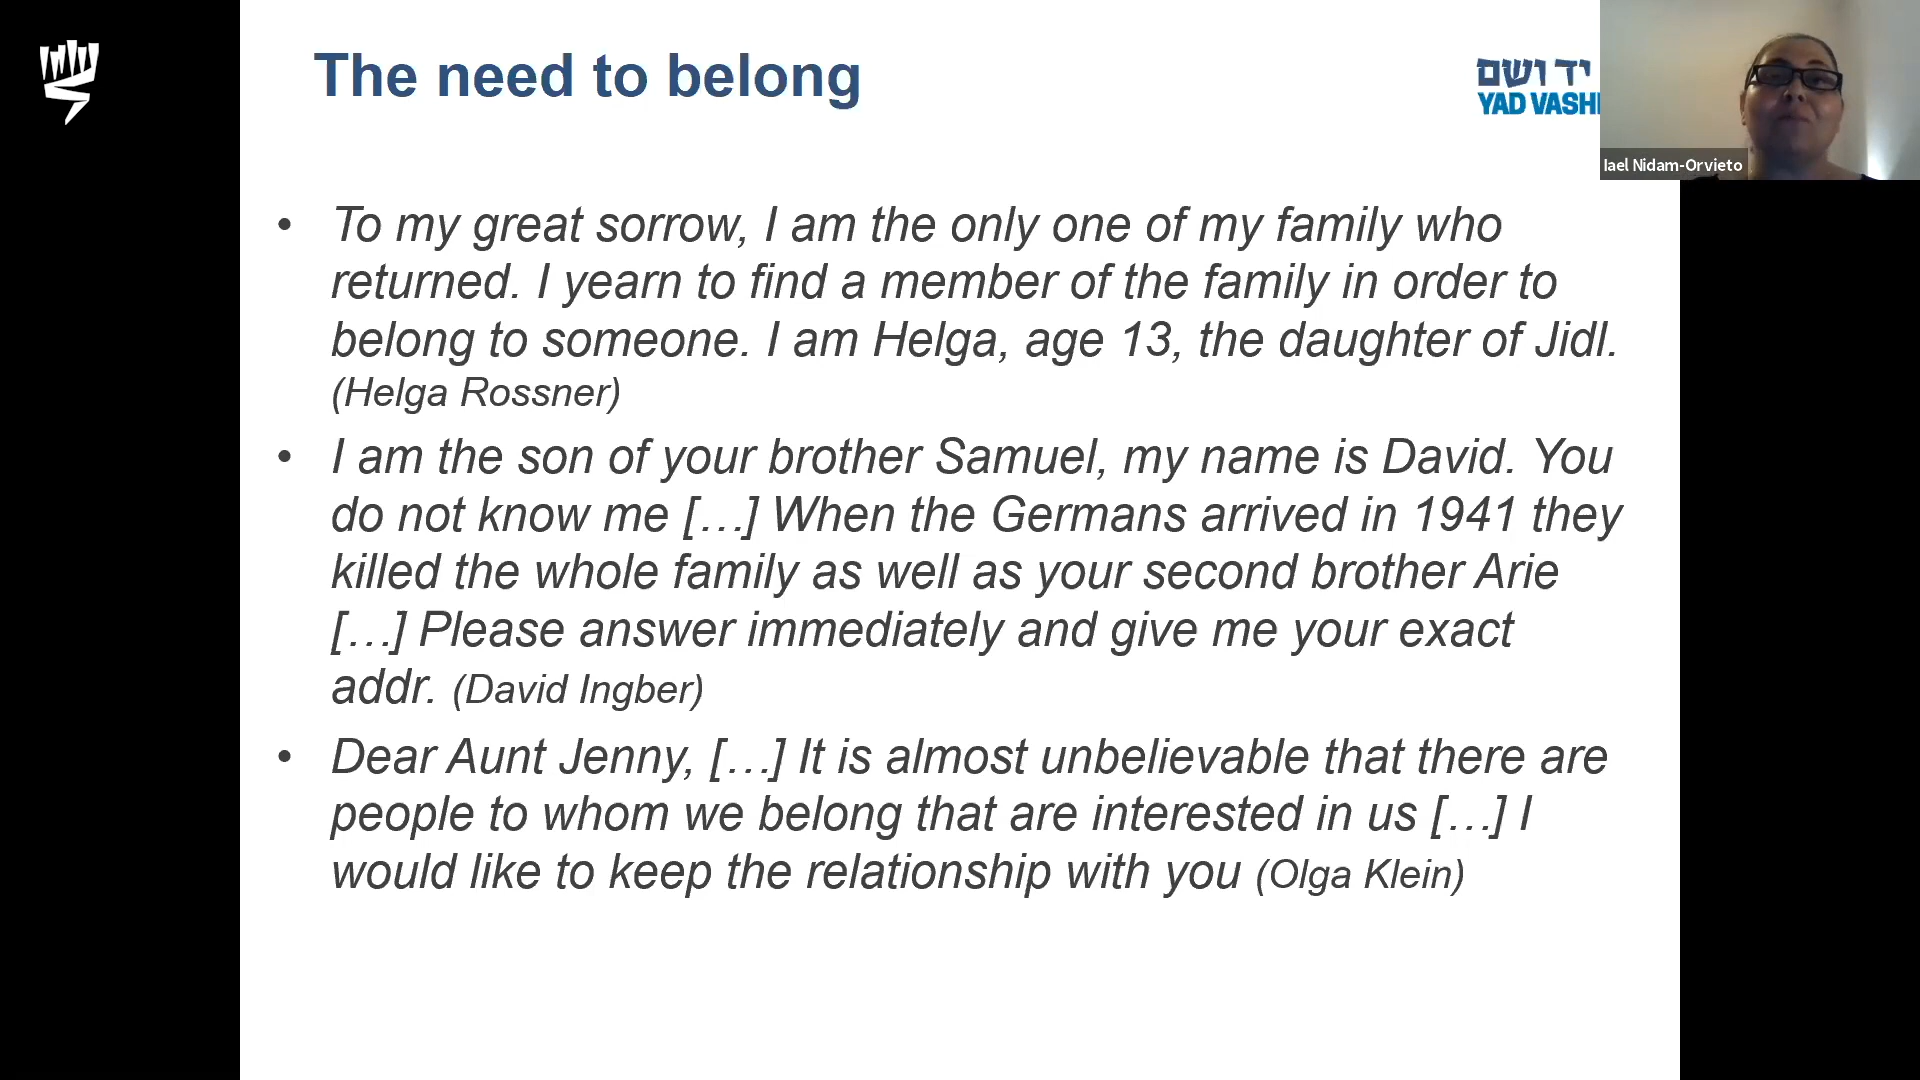 The need to belong
יד ושם
YAD VASH
Iael Nidam-Orvieto
• To my great sorrow, I am the only one of my family who
returned. I yearn to find a member of the family in order to
belong to someone. I am Helga, age 13, the daughter of Jidl.
(Helga Rossner)
• I am the son of your brother Samuel, my name is David. You
do not know me […] When the Germans arrived in 1941 they
killed the whole family as well as your second brother Arie
[…] Please answer immediately and give me your exact
addr. (David Ingber)
• Dear Aunt Jenny, […] It is almost unbelievable that there are
people to whom we belong that are interested in us […] I
would like to keep the relationship with you (Olga Klein)